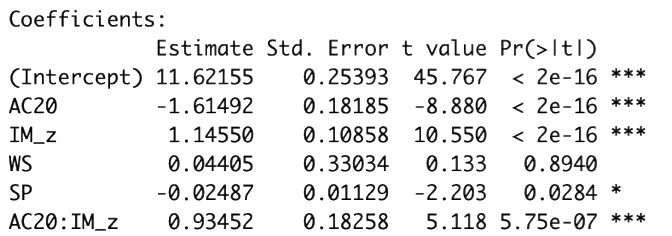 Coefficients:
Estimate Std. Error t value Pr(>|t|)
(Intercept) 11.62155 0.25393 45.767 < 2e-16 ***
AC20 -1.61492 0.18185 -8.880 < 2e-16 ***
IM_z 1.14550 0.10858 10.550 < 2e-16 ***
WS 0.04405 0.33034 0.133 0.8940
SP -0.02487 0.01129 -2.203 0.0284 *
AC20:IM_z 0.93452 0.18258 5.118 5.75e-07 ***